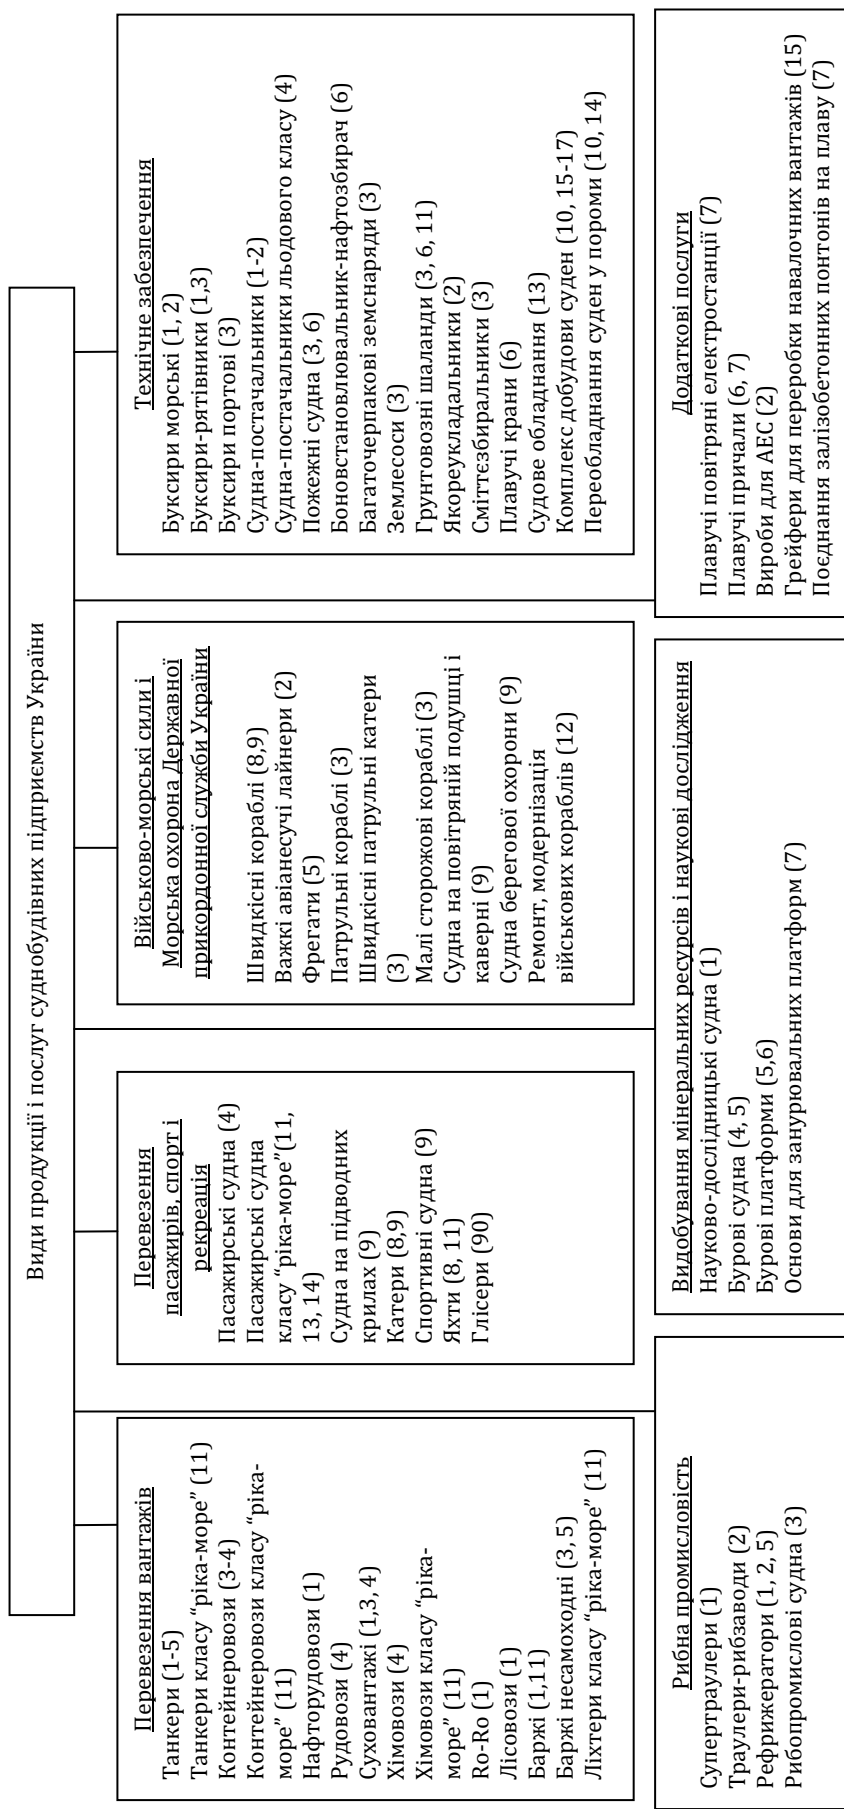 Види продукції і послуг суднобудівних підприємств України
Перевезення вантажів
Танкери (1-5)
Танкери класу “ріка-море” (11)
Контейнеровози (3-4)
Контейнеровози класу “ріка-
море” (11)
Нафторудовози (1)
Рудовози (4)
Суховантажі (1,3, 4)
Хімовози (4)
Хімовози класу “ріка-
море” (11)
Ro-Ro (1)
Лісовози (1)
Баржі (1,11)
Баржі несамоходні (3, 5)
Ліхтери класу “ріка-море” (11)
Перевезення
пасажирів, спорт і
рекреація
Пасажирські судна (4)
Пасажирські судна
класу “ріка-море”(11,
13, 14)
Судна на підводних
крилах (9)
Катери (8,9)
Спортивні судна (9)
Яхти (8, 11)
Глісери (90)
Військово-морські сили і
Морська охорона Державної
прикордонної служби України
Швидкісні кораблі (8,9)
Важкі авіанесучі лайнери (2)
Фрегати (5)
Патрульні кораблі (3)
Швидкісні патрульні катери
(3)
Малі сторожові кораблі (3)
Судна на повітряній подушці і
каверні (9)
Судна берегової охорони (9)
Ремонт, модернізація
військових кораблів (12)
Технічне забезпечення
Буксири морські (1, 2)
Буксири-рятівники (1,3)
Буксири портові (3)
Судна-постачальники (1-2)
Судна-постачальники льодового класу (4)
Пожежні судна (3, 6)
Боновстановлювальник-нафтозбирач (6)
Багаточерпакові земснаряди (3)
Землесоси (3)
Грунтовозні шаланди (3, 6, 11)
Якореукладальники (2)
Сміттєзбиральники (3)
Плавучі крани (6)
Судове обладнання (13)
Комплекс добудови суден (10, 15-17)
Переобладнання суден у пороми (10, 14)
Рибна промисловість
Супертраулери (1)
Траулери-рибзаводи (2)
Рефрижератори (1, 2, 5)
Рибопромислові судна (3)
Видобування мінеральних ресурсів і наукові дослідження
Науково-дослідницькі судна (1)
Бурові судна (4, 5)
Бурові платформи (5,6)
Основи для занурювальних платформ (7)
Додаткові послуги
Плавучі повітряні електростанції (7)
Плавучі причали (6, 7)
Вироби для АЕС (2)
Грейфери для переробки навалочних вантажів (15)
Поєднання залізобетонних понтонів на плаву (7)